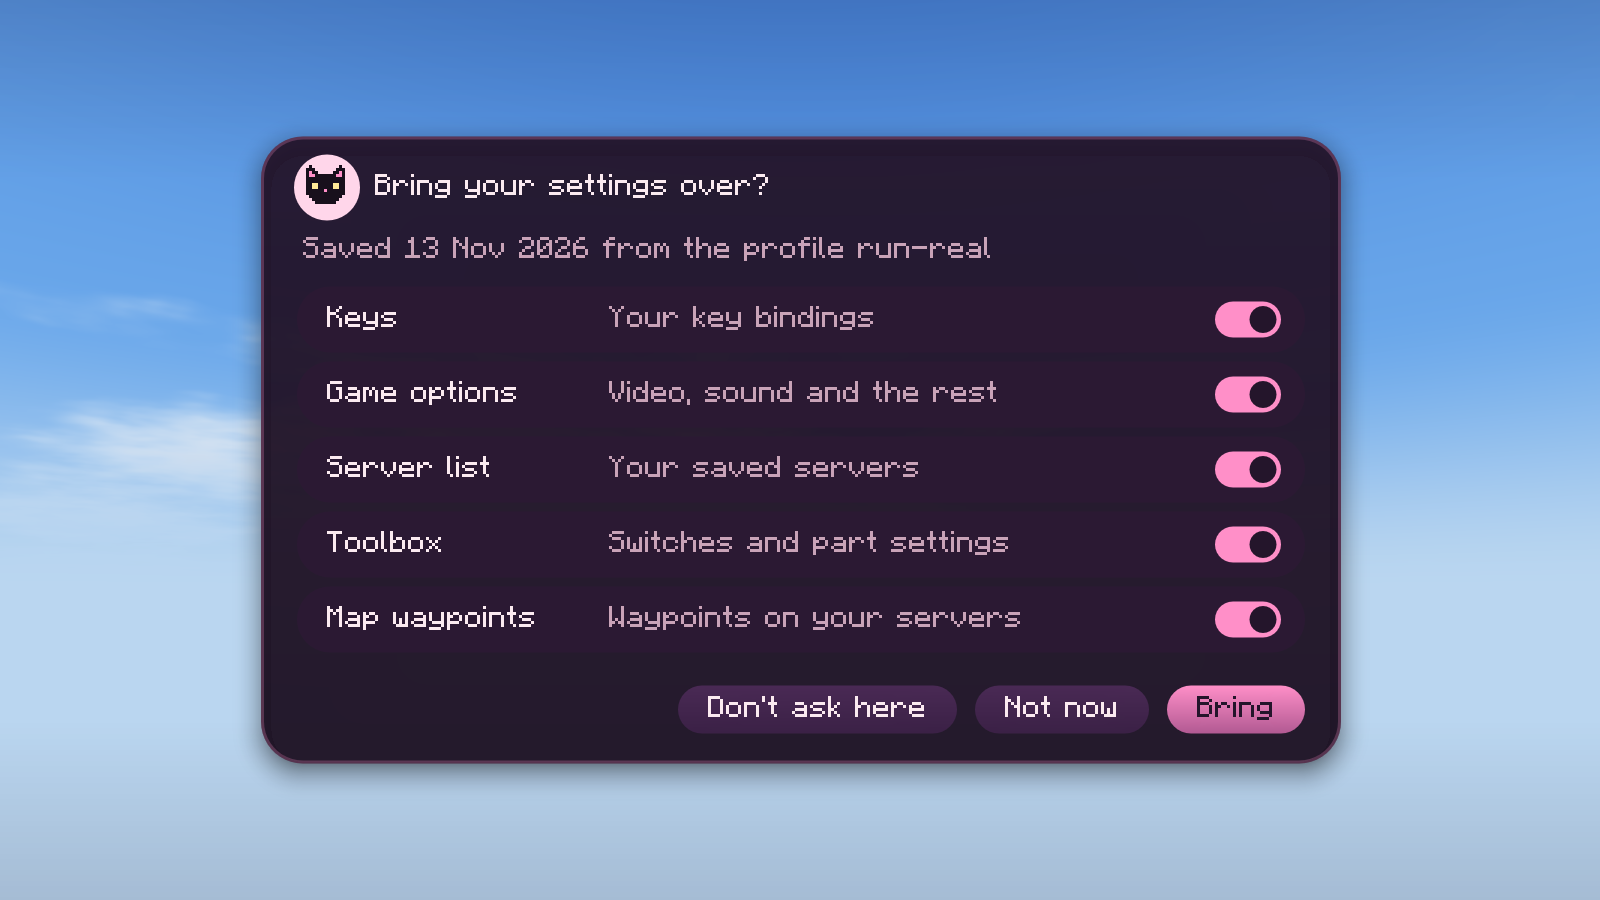 Bring your settings over?
Saved 13 Nov 2026 from the profile run-real
Keys Your key bindings
Game options Video, sound and the rest
Server list Your saved servers
Toolbox Switches and part settings
Map waypoints Waypoints on your servers
Don't ask here Not now Bring